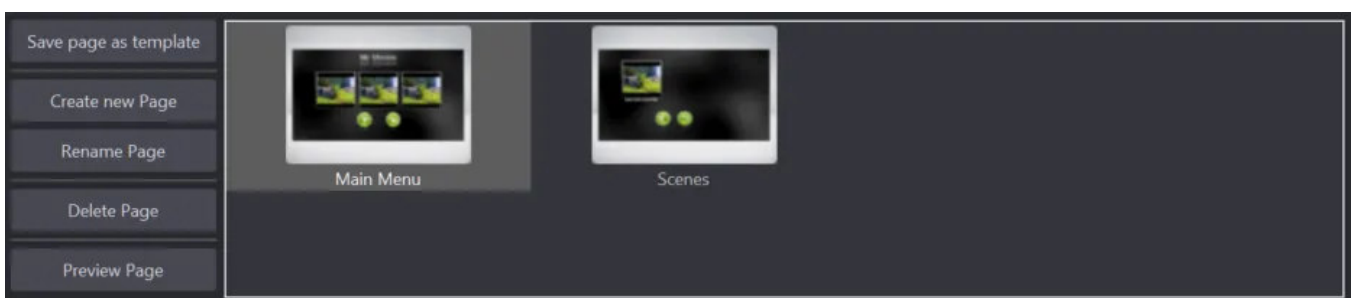 Save page as template
Create new Page
Rename Page
Delete Page
Preview Page
Main Menu
Scenes